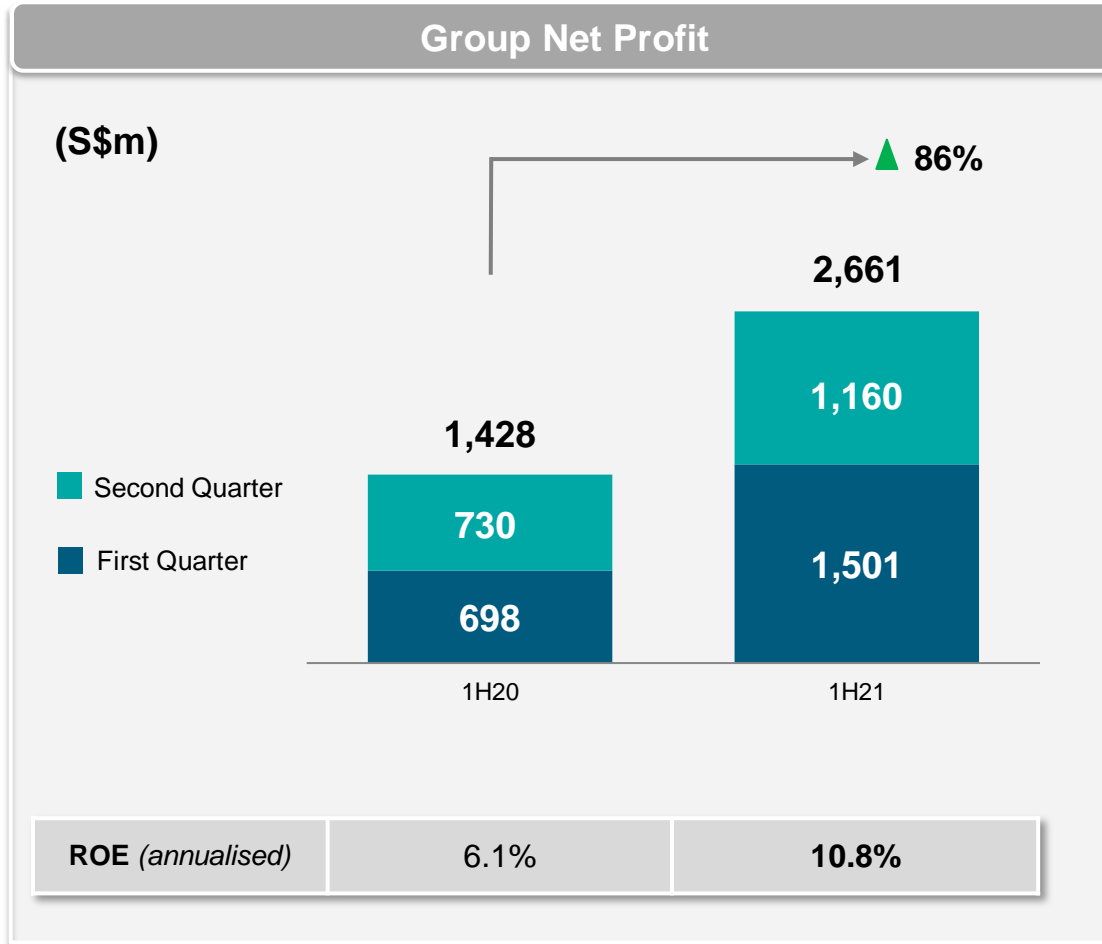 Group Net Profit
(S$m)
86%
2,661
1,160
1,428
Second Quarter
730
First Quarter
1,501
698
1H20
1H21
ROE (annualised) 6.1% 10.8%